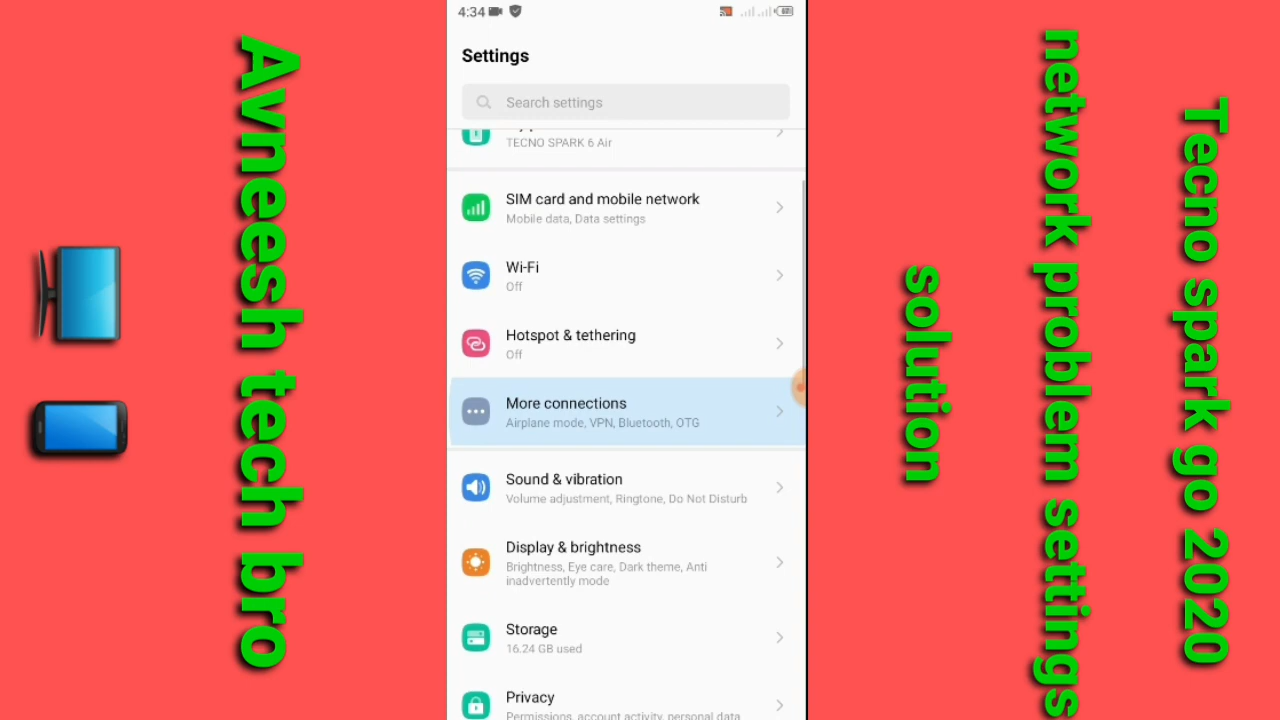 Avneesh tech bro
4:34
Settings
Search settings
TECNO SPARK 6 Air
SIM card and mobile network
Mobile data, Data settings
Wi-Fi
Off
Hotspot & tethering
Off
More connections
Airplane mode, VPN, Bluetooth, OTG
Sound & vibration
Volume adjustment, Ringtone, Do Not Disturb
Display & brightness
Brightness, Eye care, Dark theme, Anti
inadvertently mode
Storage
16.24 GB used
Privacy
Permissions, account activity, personal data
Tecno spark go 2020
network problem settings
solution